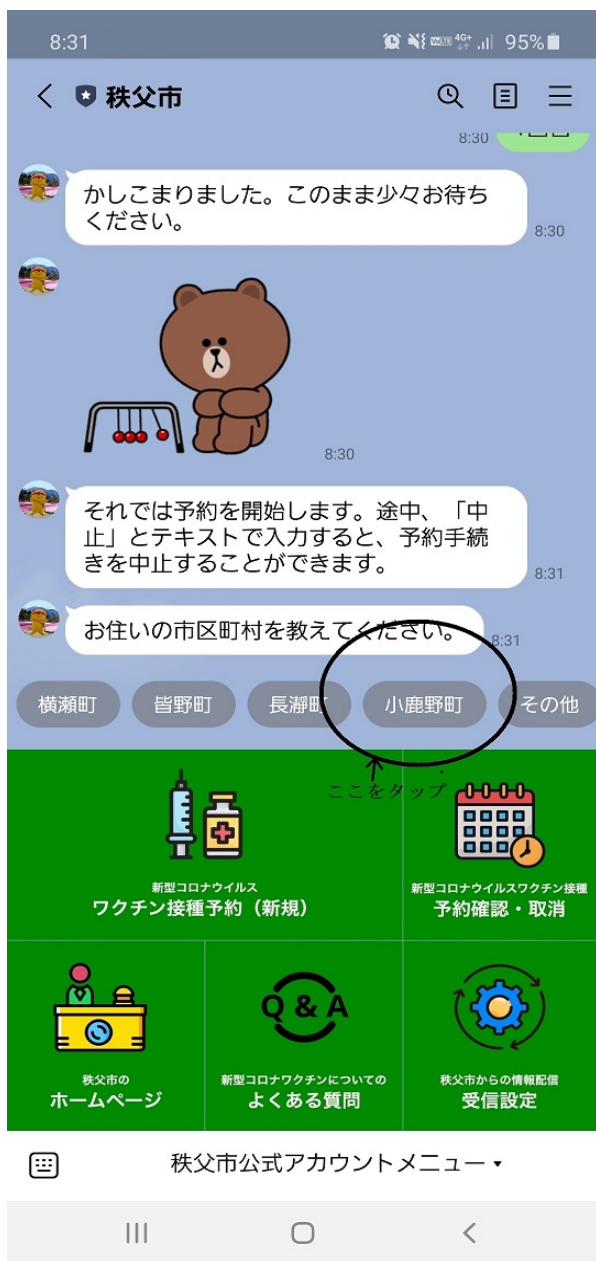 8:31
4G+
95%
秩父市
8:30
かしこまりました。このまま少々お待ち
ください。
8:30
8:30
それでは予約を開始します。途中、「中
止」とテキストで入力すると、予約手続
きを中止することができます。
8:31
お住いの市区町村を教えてください。
8:31
横瀬町
皆野町
長瀞町
小鹿野町
その他
ここをタップ
新型コロナウイルス
ワクチン接種予約（新規）
新型コロナウイルスワクチン接種
予約確認・取消
秩父市の
ホームページ
Q & A
新型コロナワクチンについての
よくある質問
秩父市からの情報配信
受信設定
秩父市公式アカウントメニュー